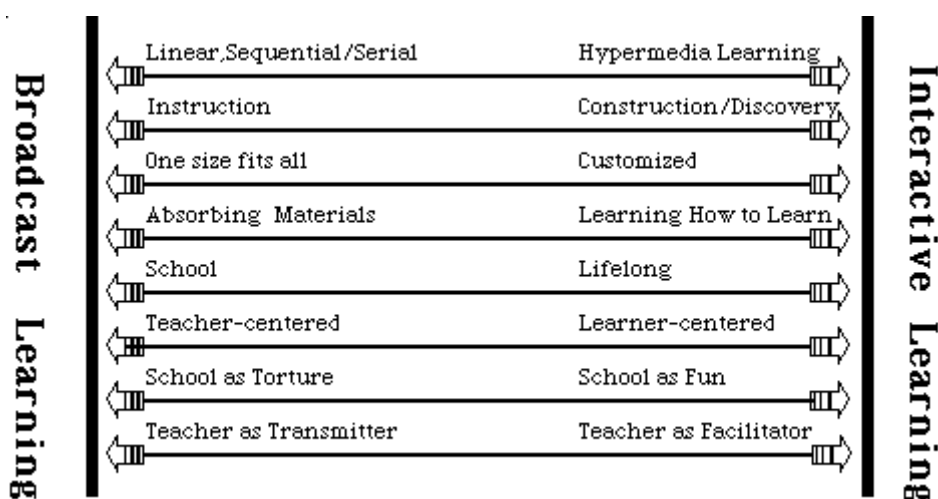 Broadcast Learning
Linear,Sequential/Serial Hypermedia Learning
Instruction Construction/Discovery
One size fits all Customized
Absorbing Materials Learning How to Learn
School Lifelong
Teacher-centered Learner-centered
School as Torture School as Fun
Teacher as Transmitter Teacher as Facilitator
Interactive Learning